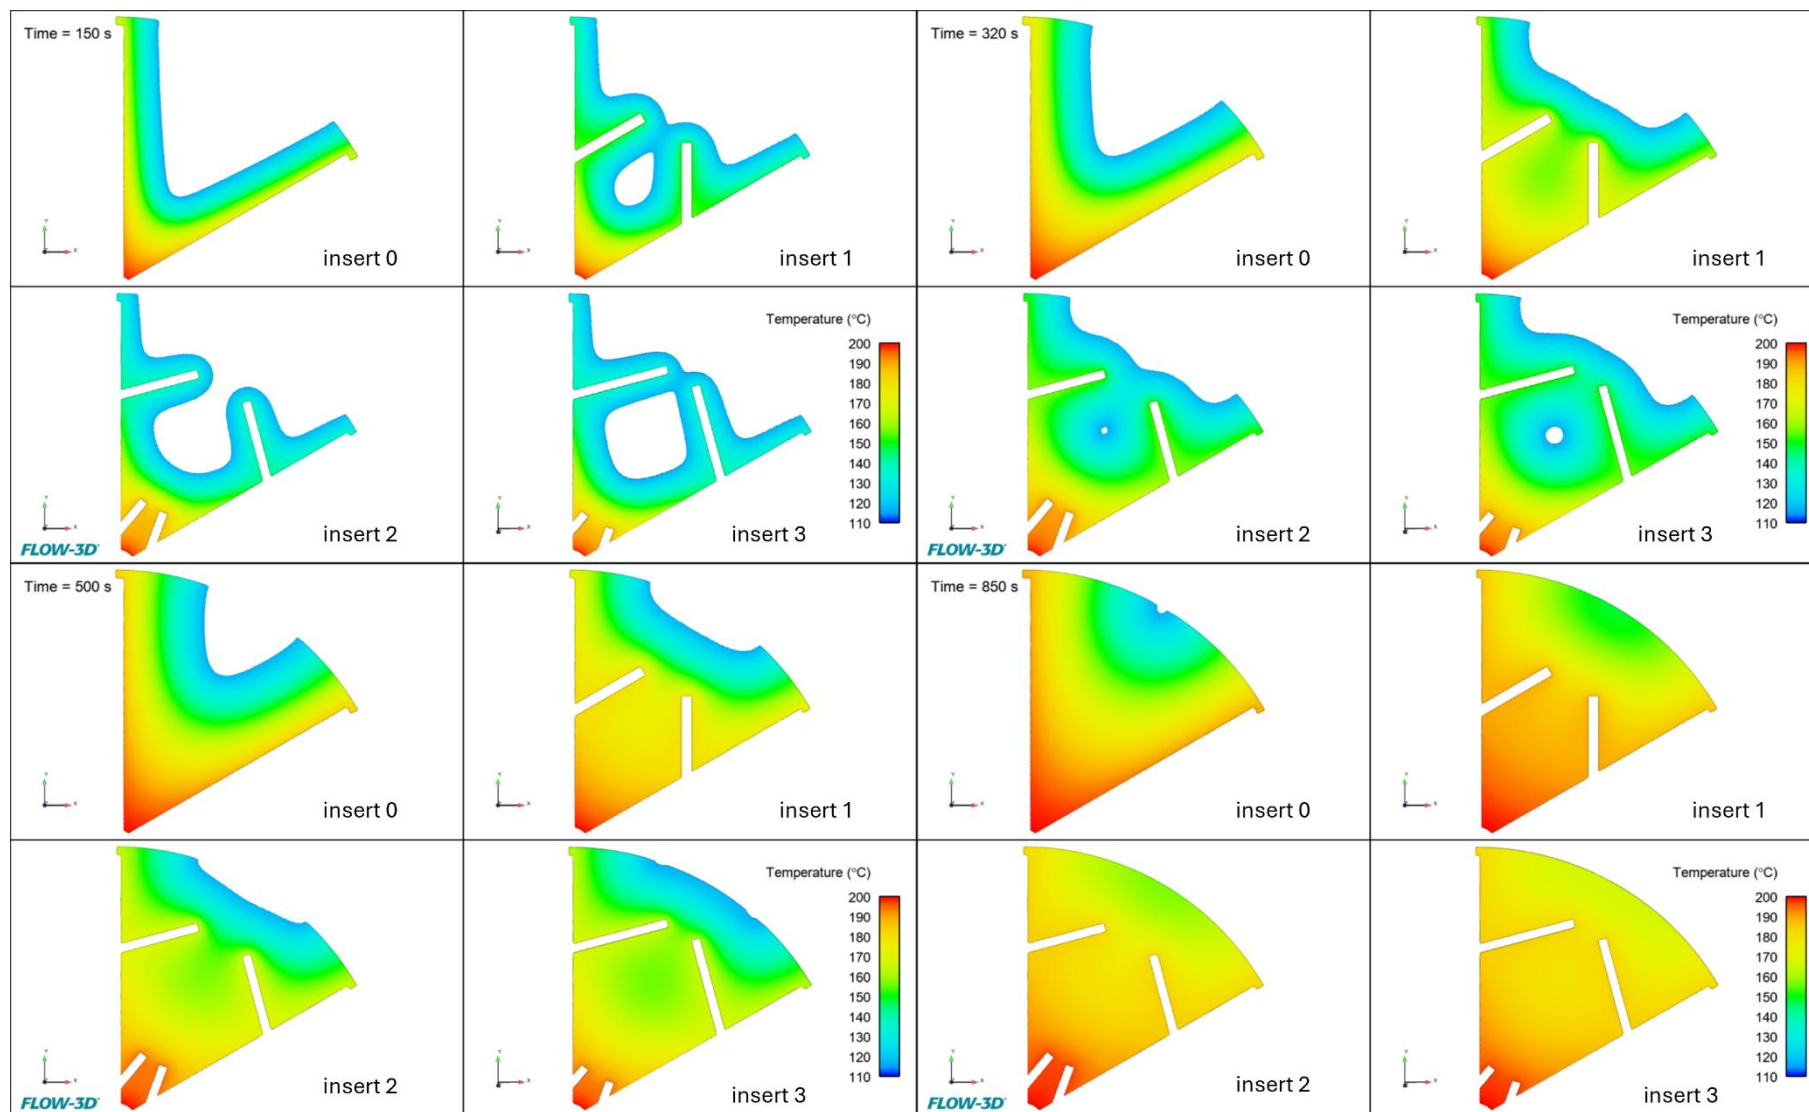 Time = 150 s
insert 0
insert 1
Time = 320 s
insert 0
insert 1
insert 2
FLOW-3D
insert 3
Temperature (°C)
200
190
180
170
160
150
140
130
120
110
insert 2
FLOW-3D
insert 3
Temperature (°C)
200
190
180
170
160
150
140
130
120
110
Time = 500 s
insert 0
insert 1
Time = 850 s
insert 0
insert 1
insert 2
FLOW-3D
insert 3
Temperature (°C)
200
190
180
170
160
150
140
130
120
110
insert 2
FLOW-3D
insert 3
Temperature (°C)
200
190
180
170
160
150
140
130
120
110